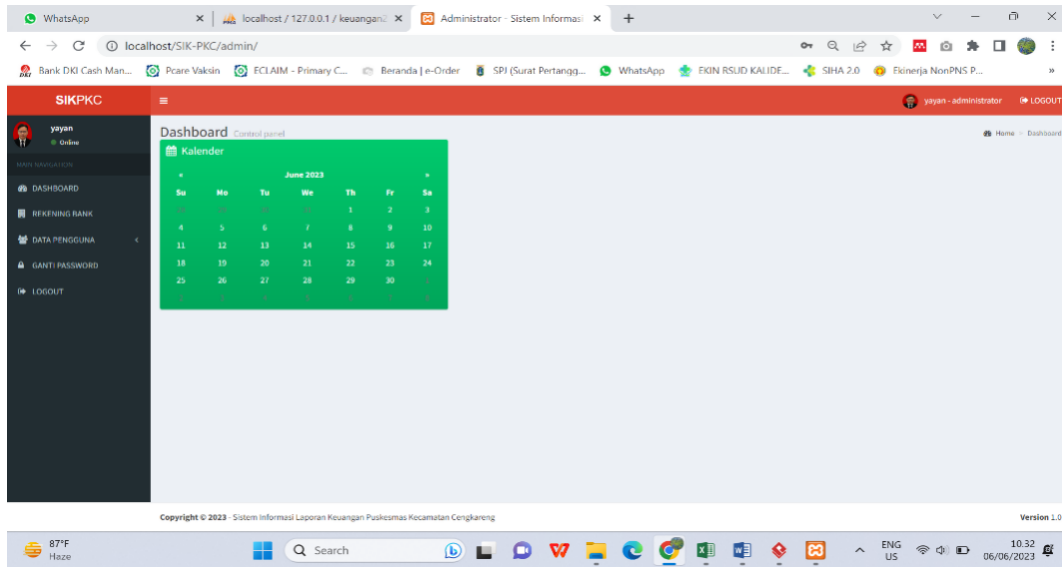 WhatsApp
localhost / 127.0.0.1 / keuangan2
Administrator - Sistem Informasi
localhost/SIK-PKC/admin/
Bank DKI Cash Man... Pcare Vaksin ECLAIM - Primary C... Beranda | e-Order SPJ (Surat Pertangg... WhatsApp EKIN RSUD KALIDE... SIHA 2.0 Ekinerja NonPNS P... »
SIKPKC yayan - administrator LOGOUT
yayan
Online
MAIN NAVIGATION
DASHBOARD
REKENING BANK
DATA PENGGUNA
GANTI PASSWORD
LOGOUT
Dashboard Control panel
Home > Dashboard
Kalender
« June 2023 »
Su Mo Tu We Th Fr Sa
1 2 3
4 5 6 7 8 9 10
11 12 13 14 15 16 17
18 19 20 21 22 23 24
25 26 27 28 29 30
Copyright © 2023 - Sistem Informasi Laporan Keuangan Puskesmas Kecamatan Cengkareng
Version 1.0
87°F
Haze
Search
ENG
US
10.32
06/06/2023